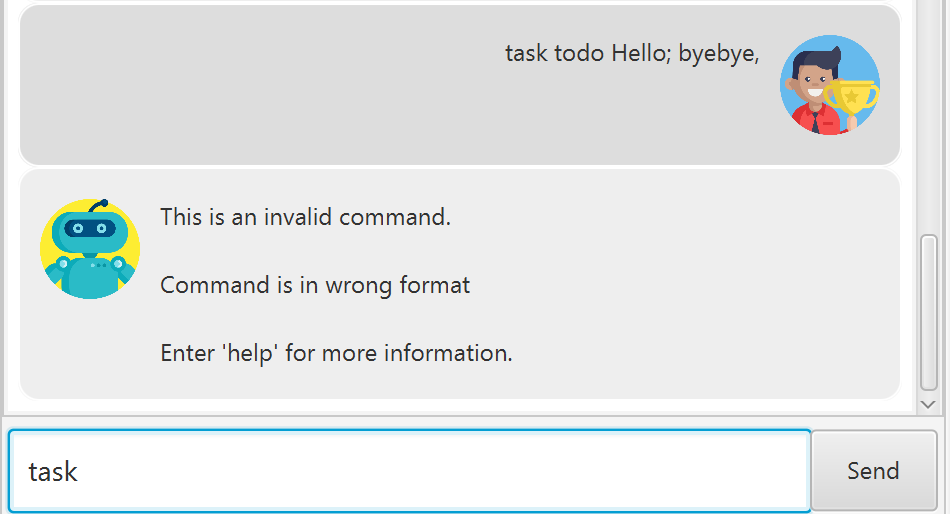 task todo Hello; byebye,
This is an invalid command.
Command is in wrong format
Enter 'help' for more information.
task
Send